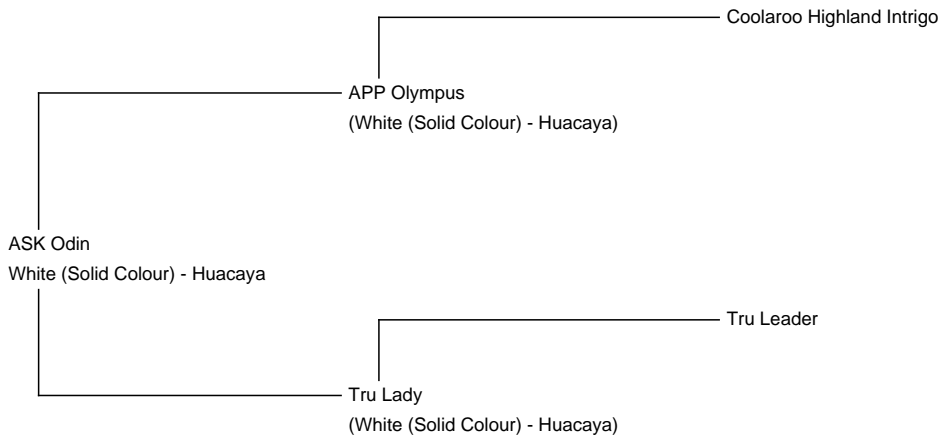 Coolaroo Highland Intrigo
APP Olympus
(White (Solid Colour) - Huacaya)
ASK Odin
White (Solid Colour) - Huacaya
Tru Leader
Tru Lady
(White (Solid Colour) - Huacaya)